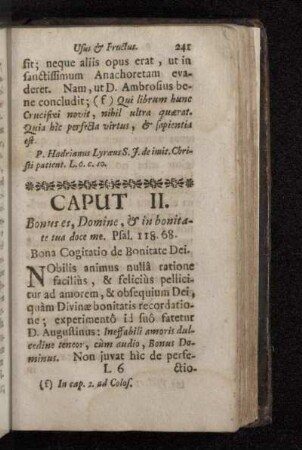 Usus & Fructus. 241
sit; neque aliis opus erat, ut in
sanctissimum Anachoretam eva-
deret. Nam, ut D. Ambrosius be-
ne concludit; (f) Qui librum hunc
Crucifixi novit, nihil ultra quærat.
Quia hîc perfecta virtus, & sapientia
est.
P. Hadrianus Lyræus S. J. de imit. Chri-
sti patient. L. 6. c. 10.
CAPUT II.
Bonus es, Domine, & in bonita-
te tua doce me. Psal. 118. 68.
Bona Cogitatio de Bonitate Dei.
NObilis animus nullâ ratione
faciliùs, & feliciùs pellici-
tur ad amorem, & obsequium Dei,
quàm Divinæ bonitatis recordatio-
ne; experimentô id suô fatetur
D. Augustinus: Ineffabili amoris dul-
cedine teneor, cùm audio, Bonus Do-
minus. Non juvat hîc de perfe-
L 6 ctio-
(f) In cap. 2. ad Colos.